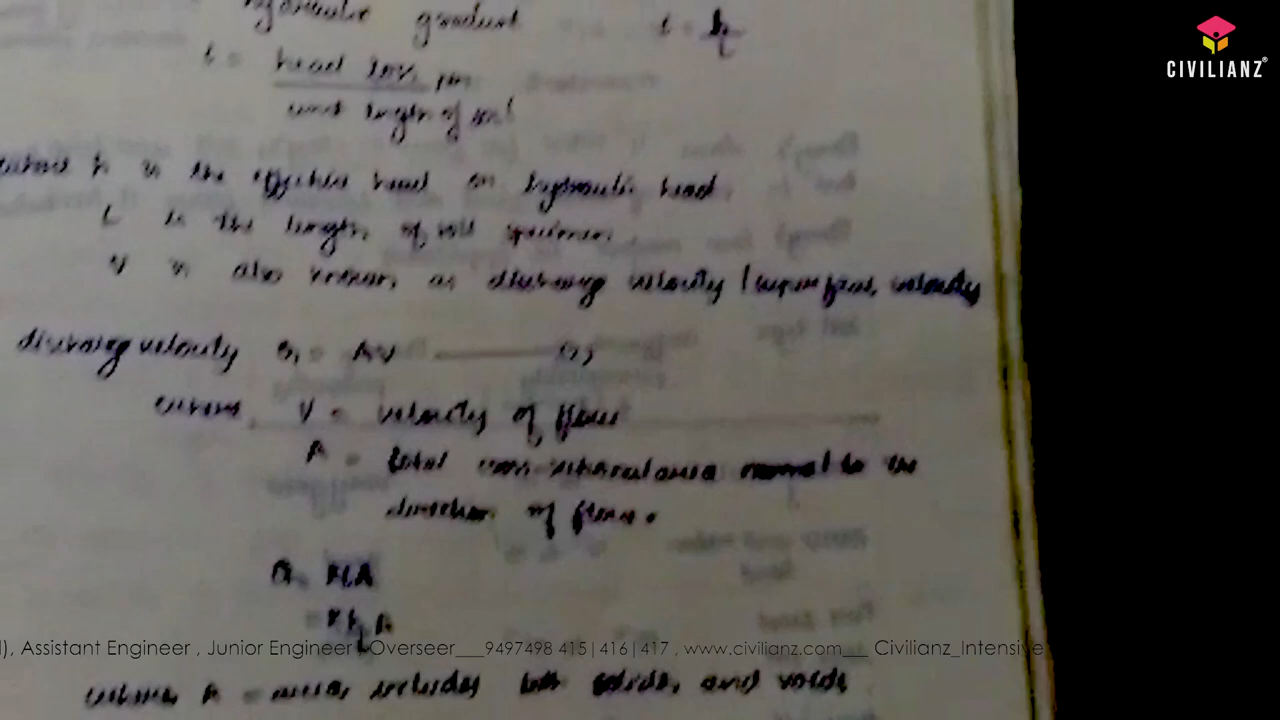 hydraulic gradient i = h/L
CIVILIANZ®
i = head loss per
unit length of soil
where h is the effective head or hydraulic head.
L is the length of soil specimen.
V is also known as discharge velocity / superficial velocity
discharge velocity Q = AV
where, V = velocity of flow
A = total cross-sectional area normal to the
direction of flow.
Q = KiA
= K h/L A
), Assistant Engineer , Junior Engineer Overseer___9497498 415|416|417 , www.civilianz.com___ Civilianz_Intensive
where A = area, includes both solids, and voids